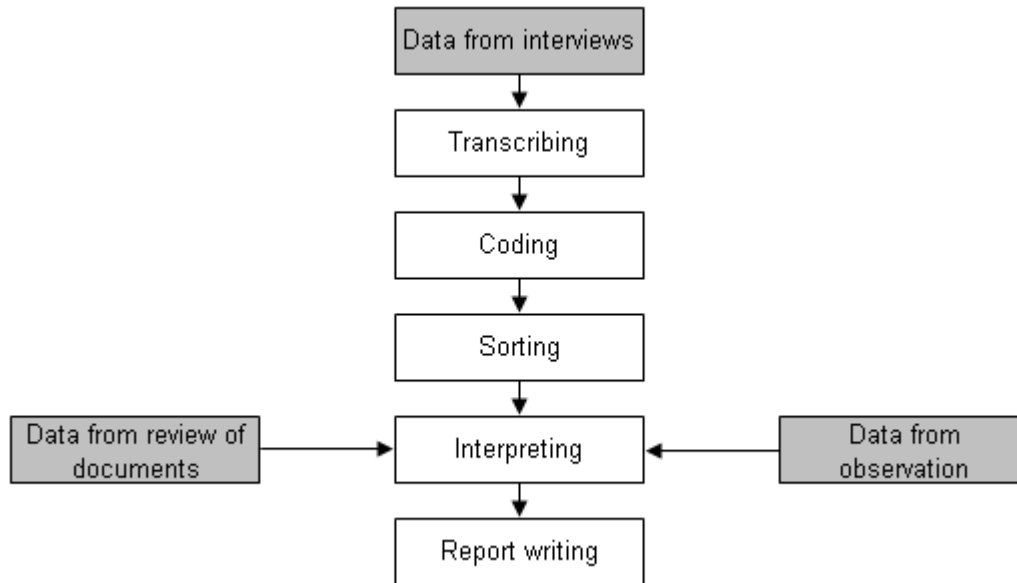 Data from interviews
Transcribing
Coding
Sorting
Data from review of
documents
Interpreting
Data from
observation
Report writing